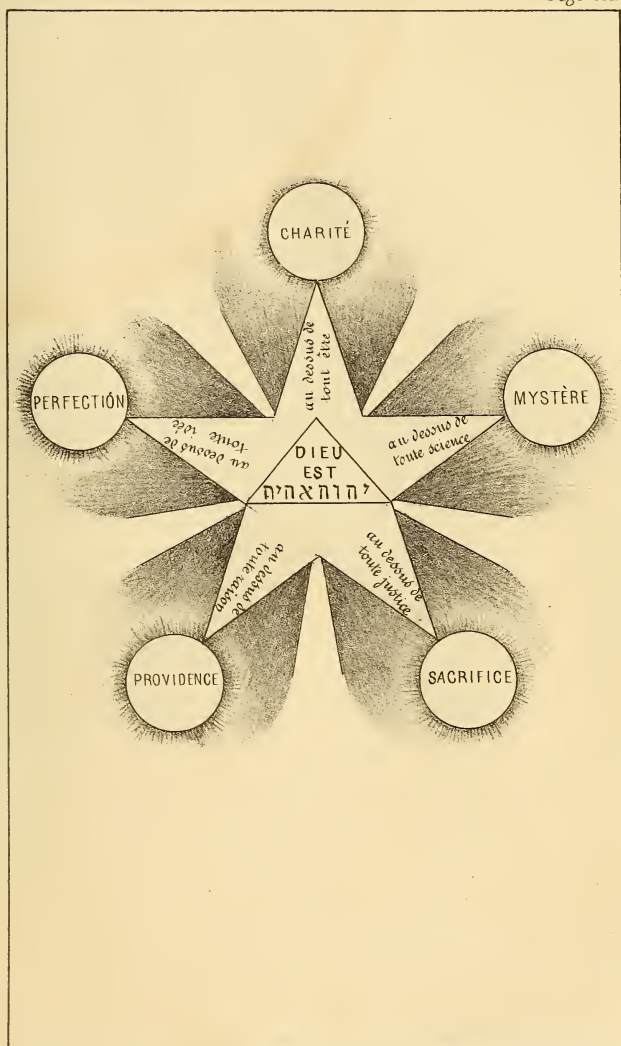 CHARITÉ
au dessus de
tout être
PERFECTION
au dessus de
toute idée
MYSTÈRE
au dessus de
toute science
DIEU
EST
יהוהאהיה
au dessus de
toute raison
au dessus de
toute justice.
PROVIDENCE
SACRIFICE